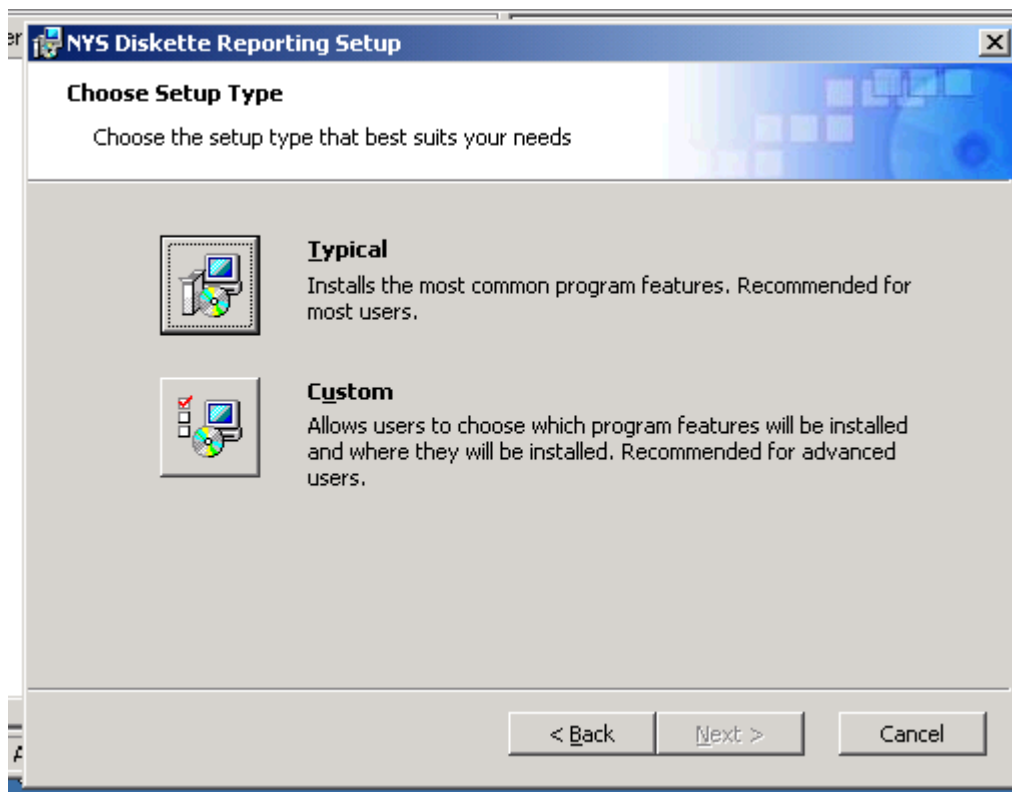 er
NYS Diskette Reporting Setup
Choose Setup Type
Choose the setup type that best suits your needs
Typical
Installs the most common program features. Recommended for
most users.
Custom
Allows users to choose which program features will be installed
and where they will be installed. Recommended for advanced
users.
< Back Next > Cancel
A